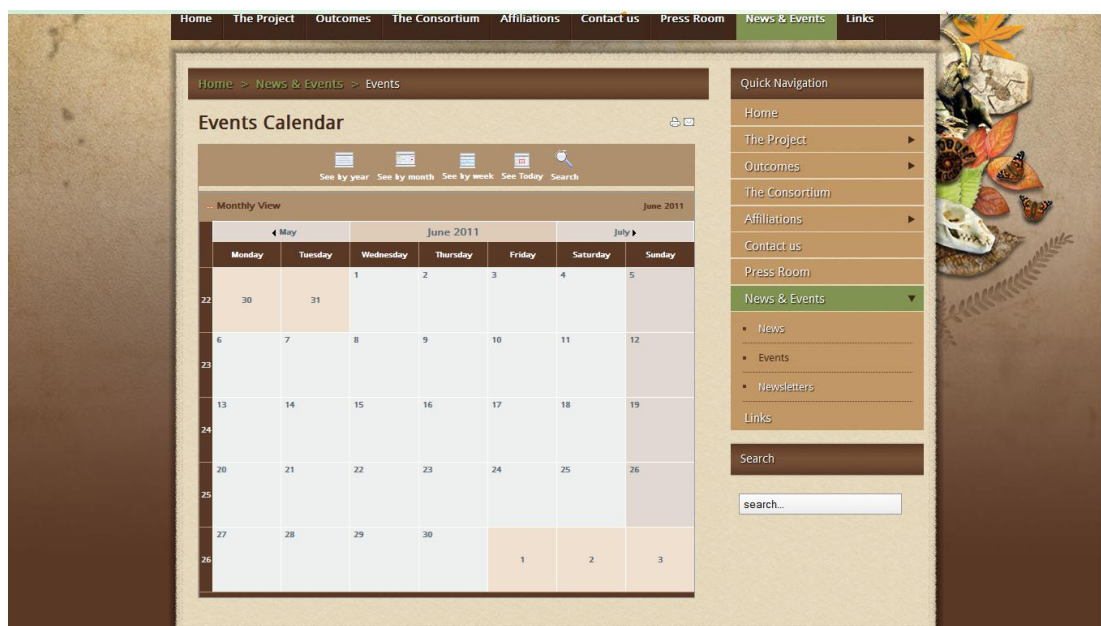 Home The Project Outcomes The Consortium Affiliations Contact us Press Room News & Events Links
Home > News & Events > Events
Events Calendar
See by year See by month See by week See Today Search
Monthly View June 2011
May June 2011 July
Monday Tuesday Wednesday Thursday Friday Saturday Sunday
22 30 31 1 2 3 4 5
23 6 7 8 9 10 11 12
24 13 14 15 16 17 18 19
25 20 21 22 23 24 25 26
26 27 28 29 30 1 2 3
Quick Navigation
Home
The Project
Outcomes
The Consortium
Affiliations
Contact us
Press Room
News & Events
News
Events
Newsletters
Links
Search
search...